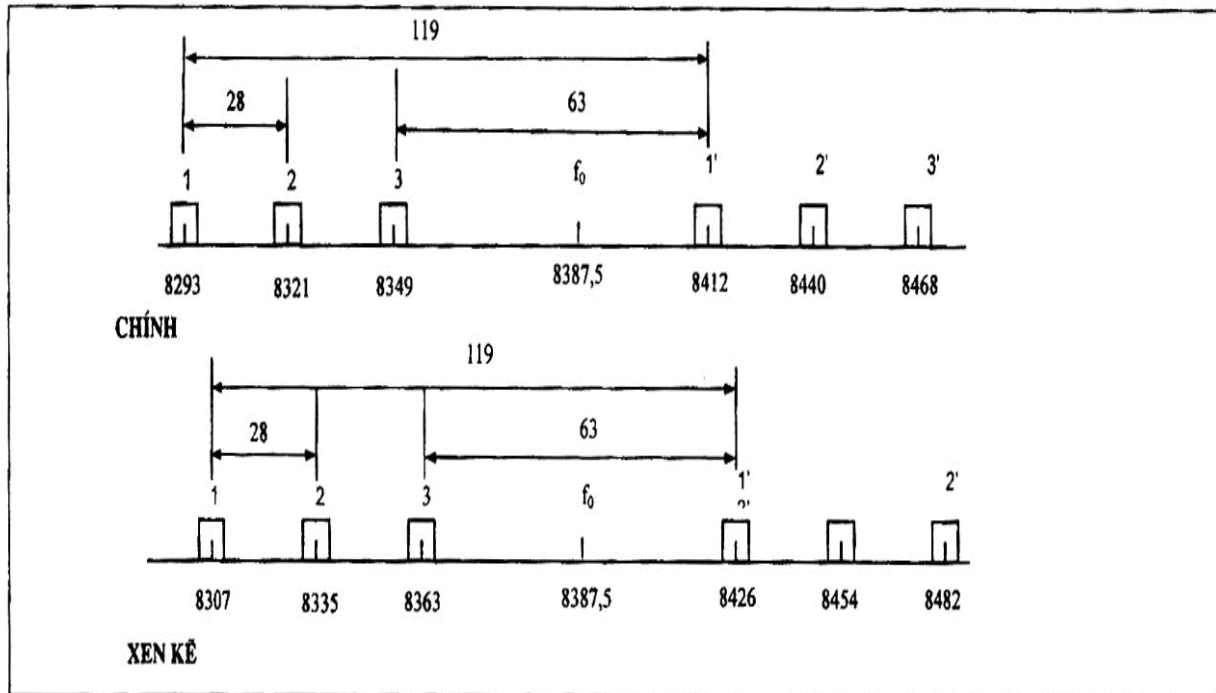 119
28 63
1 2 3 f₀ 1' 2' 3'
8293 8321 8349 8387,5 8412 8440 8468
CHÍNH
119
28 63
1 2 3 f₀ 1' 2'
8307 8335 8363 8387,5 8426 8454 8482
XEN KẼ